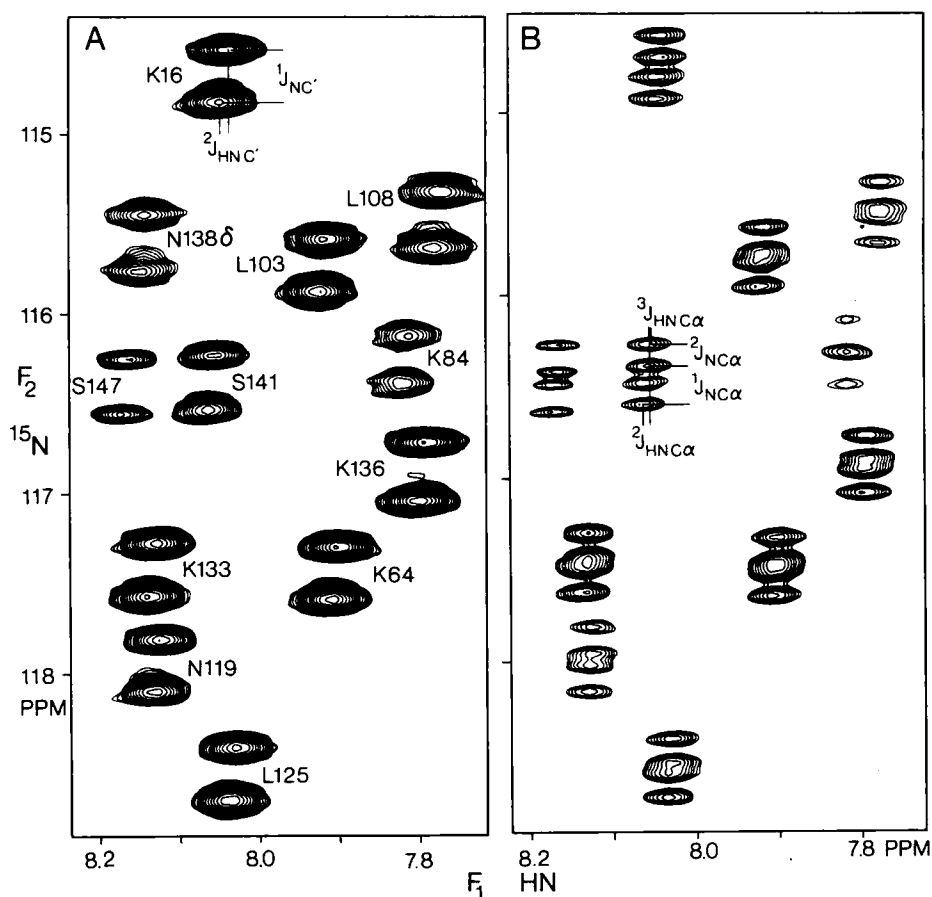 A
B
K16
¹J_NC′
²J_HNC′
115
L108
N138δ
L103
116
³J_HNCα
²J_NCα
K84
F₂
S147
S141
¹J_NCα
¹⁵N
²J_HNCα
K136
117
K133
K64
N119
118
PPM
L125
8.2
8.0
7.8
8.2
8.0
7.8 PPM
F₁
HN